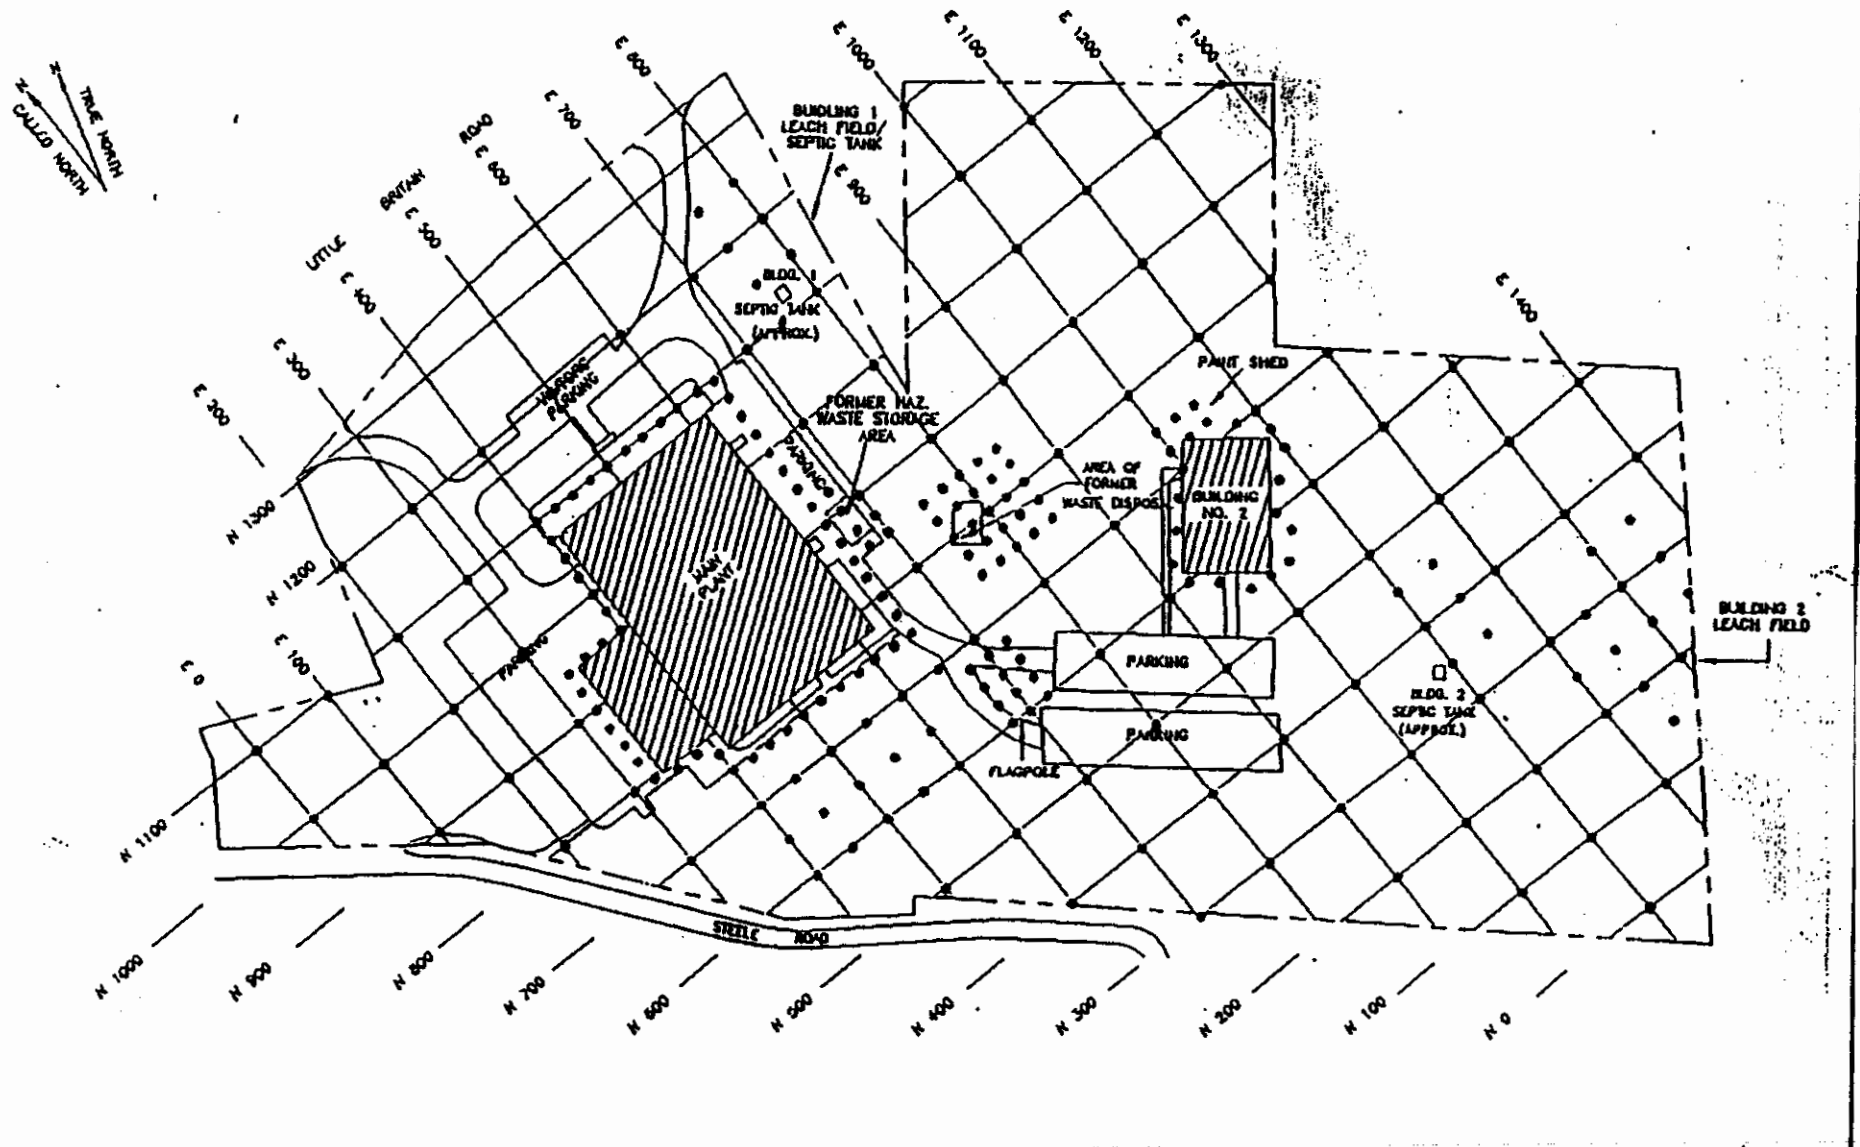 E 1300
E 1200
E 1100
E 1000
E 800
E 700
ROAD
E 600
BRITAIN
E 500
LITTLE
E 400
E 300
E 200
E 900
E 1400
TRUE NORTH
CALLED NORTH
N
N
BUIDLING 1
LEACH FIELD/
SEPTIC TANK
BLDG. 1
SEPTIC TANK
(APPROX.)
VISITORS
PARKING
FORMER HAZ.
WASTE STORAGE
AREA
PARKING
PAINT SHED
AREA OF
FORMER
WASTE DISPOS.
BUILDING
NO. 2
MAIN
PLANT
N 1300
N 1200
E 100
E 0
PARKING
PARKING
PARKING
FLAGPOLE
BLDG. 2
SEPTIC TANK
(APPROX.)
BUILDING 2
LEACH FIELD
N 1100
STEELE ROAD
N 1000
N 900
N 800
N 700
N 600
N 500
N 400
N 300
N 200
N 100
N 0